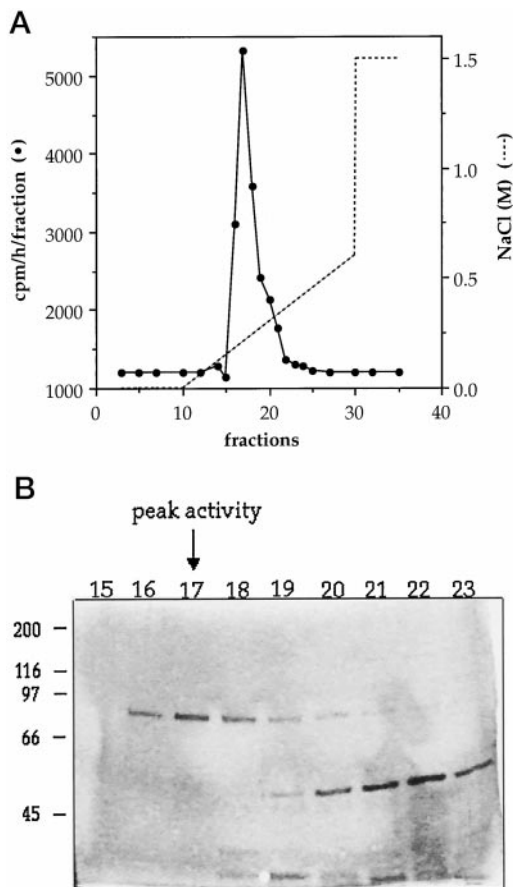 A
cpm/h/fraction (•)
5000
4000
3000
2000
1000
1.5
1.0
0.5
0.0
NaCl (M) (----)
0 10 20 30 40
fractions
B
peak activity
15 16 17 18 19 20 21 22 23
200
116
97
66
45